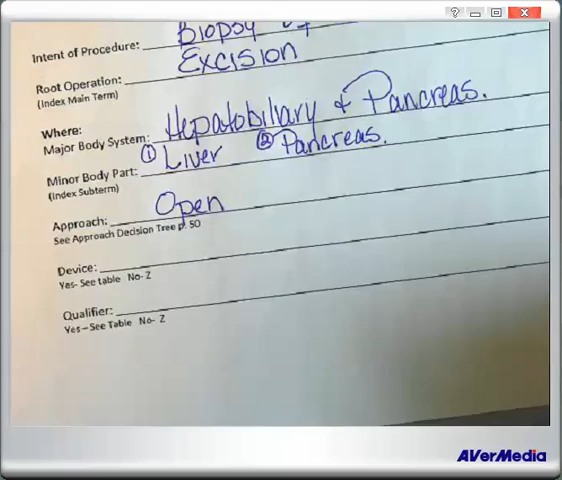 Intent of Procedure: Biopsy
Root Operation: Excision
(Index Main Term)
Where:
Major Body System: Hepatobiliary & Pancreas.
Minor Body Part: ① Liver ② Pancreas.
(Index Subterm)
Approach: Open
See Approach Decision Tree p. 50
Device:
Yes- See table No- Z
Qualifier:
Yes – See Table No- Z
AVerMedia